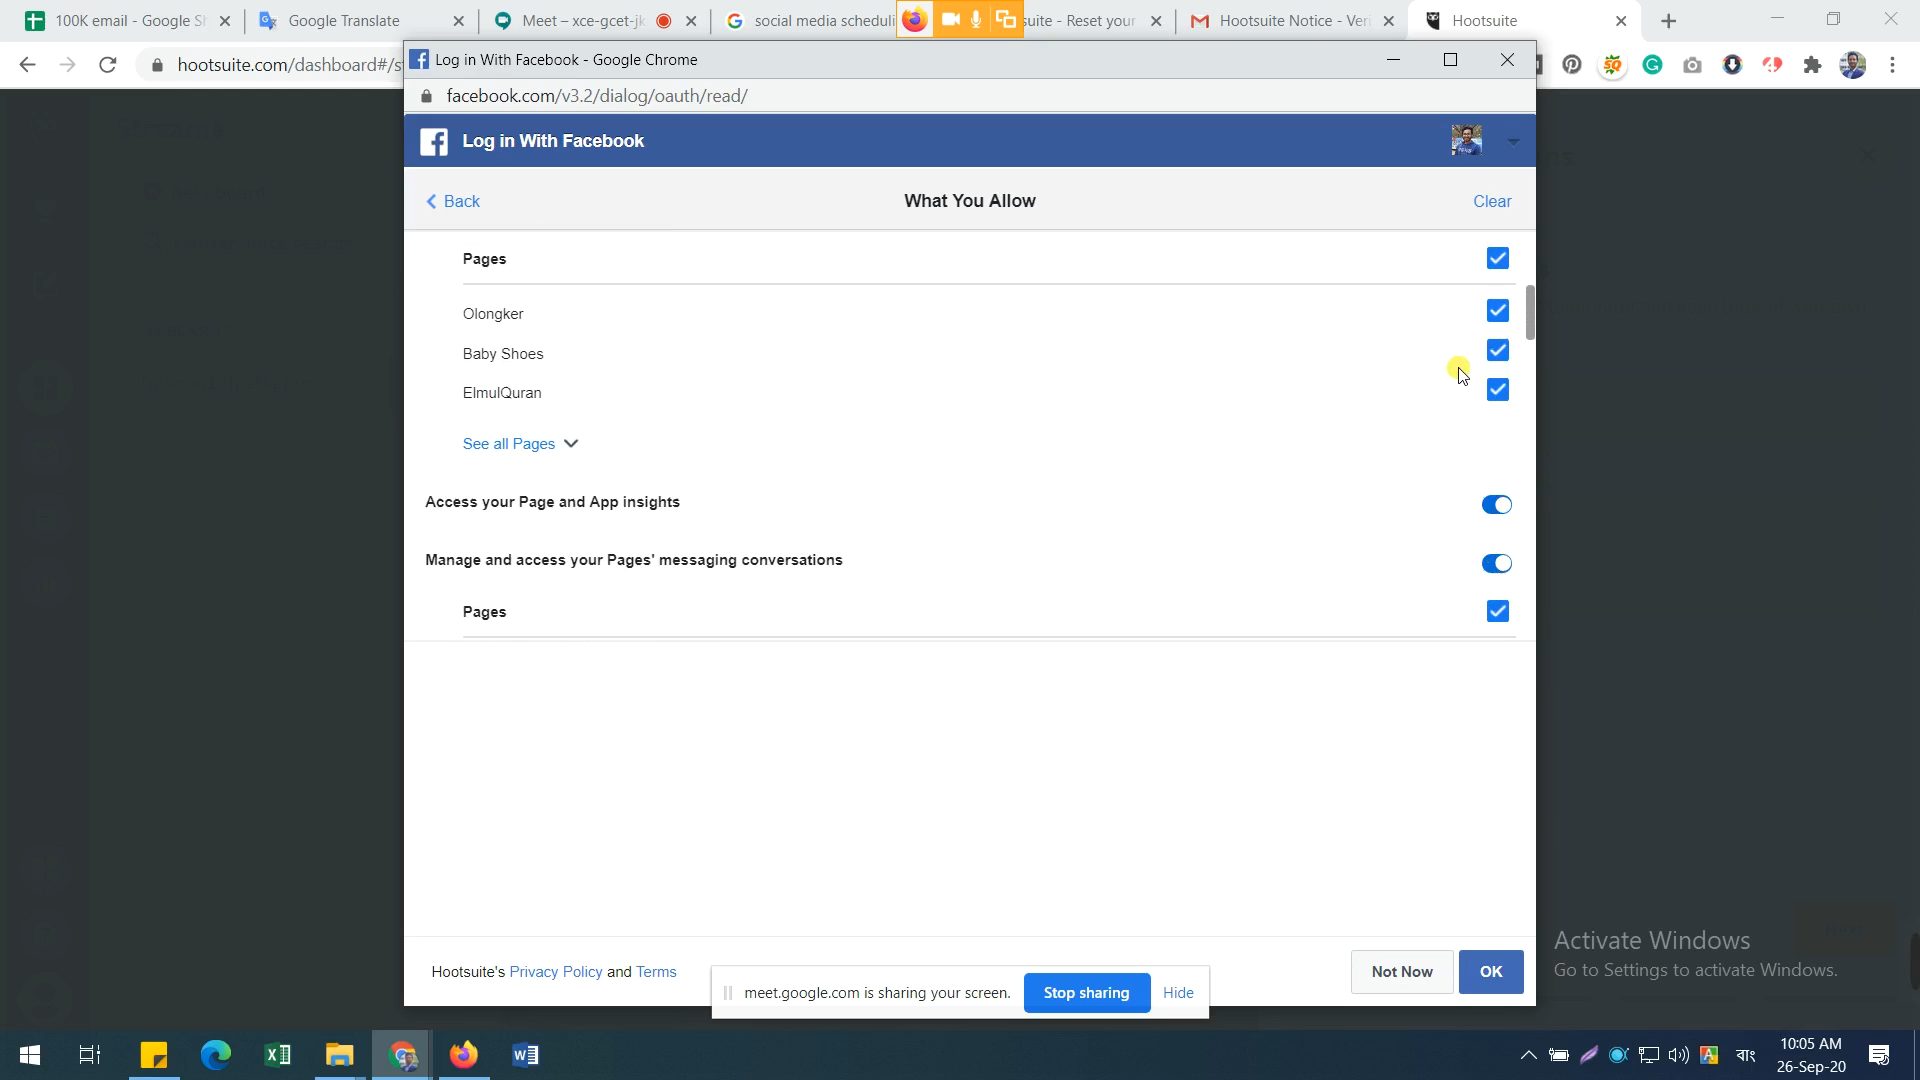 100K email - Google Sh
Google Translate
Meet – xce-gcet-jk
social media scheduli
suite - Reset your
Hootsuite Notice - Veri
Hootsuite
hootsuite.com/dashboard#/s
Log in With Facebook - Google Chrome
facebook.com/v3.2/dialog/oauth/read/
Log in With Facebook
Back
What You Allow
Clear
Pages
Olongker
Baby Shoes
ElmulQuran
See all Pages
Access your Page and App insights
Manage and access your Pages' messaging conversations
Pages
Hootsuite's Privacy Policy and Terms
Not Now
OK
meet.google.com is sharing your screen.
Stop sharing
Hide
Activate Windows
Go to Settings to activate Windows.
বাং
10:05 AM
26-Sep-20